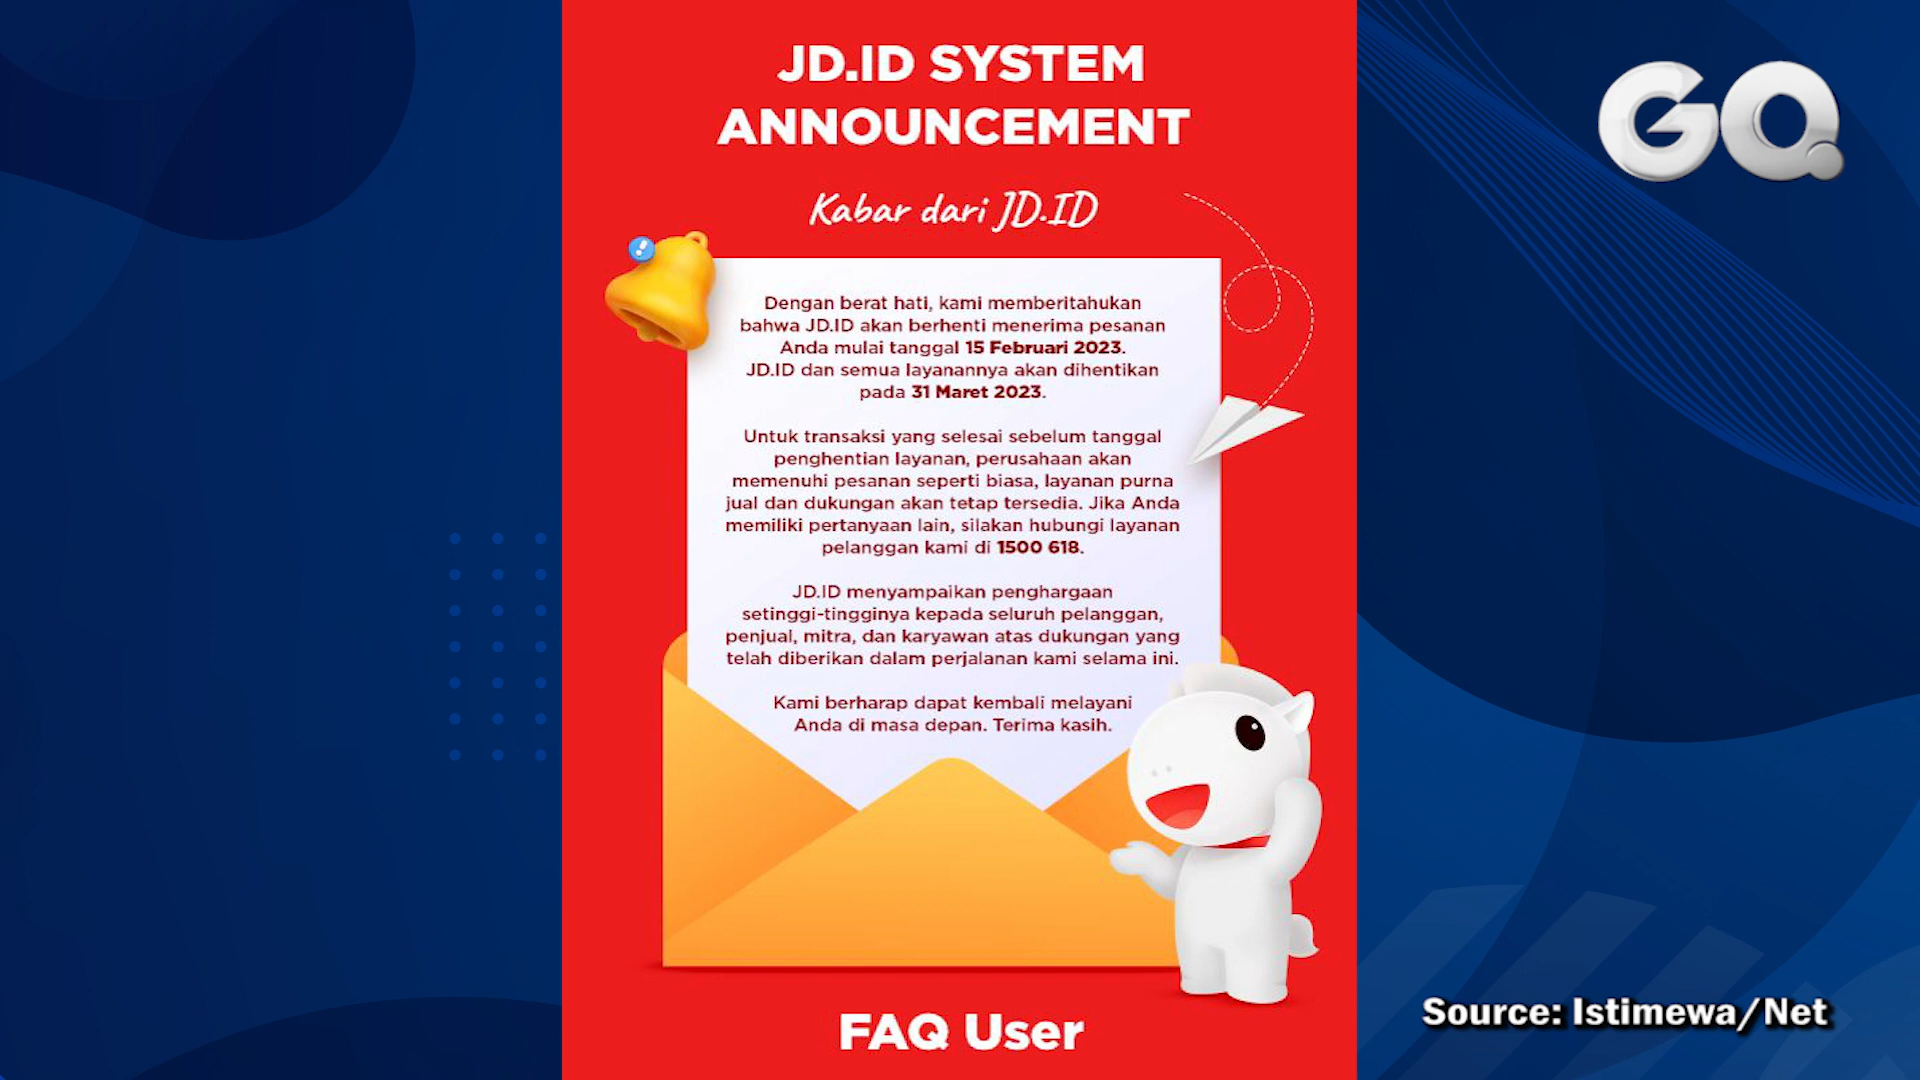 JD.ID SYSTEM
ANNOUNCEMENT
GQ
Kabar dari JD.ID
Dengan berat hati, kami memberitahukan
bahwa JD.ID akan berhenti menerima pesanan
Anda mulai tanggal 15 Februari 2023.
JD.ID dan semua layanannya akan dihentikan
pada 31 Maret 2023.
Untuk transaksi yang selesai sebelum tanggal
penghentian layanan, perusahaan akan
memenuhi pesanan seperti biasa, layanan purna
jual dan dukungan akan tetap tersedia. Jika Anda
memiliki pertanyaan lain, silakan hubungi layanan
pelanggan kami di 1500 618.
JD.ID menyampaikan penghargaan
setinggi-tingginya kepada seluruh pelanggan,
penjual, mitra, dan karyawan atas dukungan yang
telah diberikan dalam perjalanan kami selama ini.
Kami berharap dapat kembali melayani
Anda di masa depan. Terima kasih.
FAQ User
Source: Istimewa/Net